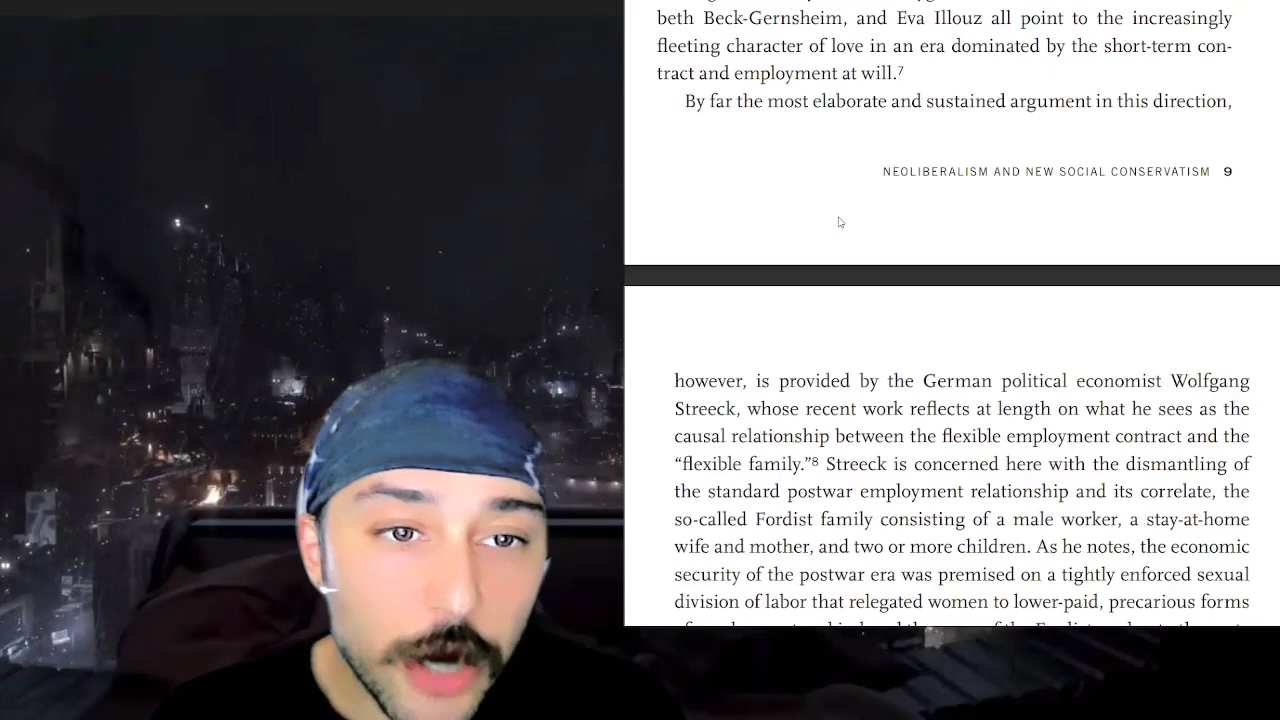 beth Beck-Gernsheim, and Eva Illouz all point to the increasingly
fleeting character of love in an era dominated by the short-term con-
tract and employment at will.⁷
By far the most elaborate and sustained argument in this direction,
NEOLIBERALISM AND NEW SOCIAL CONSERVATISM 9
however, is provided by the German political economist Wolfgang
Streeck, whose recent work reflects at length on what he sees as the
causal relationship between the flexible employment contract and the
“flexible family.”⁸ Streeck is concerned here with the dismantling of
the standard postwar employment relationship and its correlate, the
so-called Fordist family consisting of a male worker, a stay-at-home
wife and mother, and two or more children. As he notes, the economic
security of the postwar era was premised on a tightly enforced sexual
division of labor that relegated women to lower-paid, precarious forms